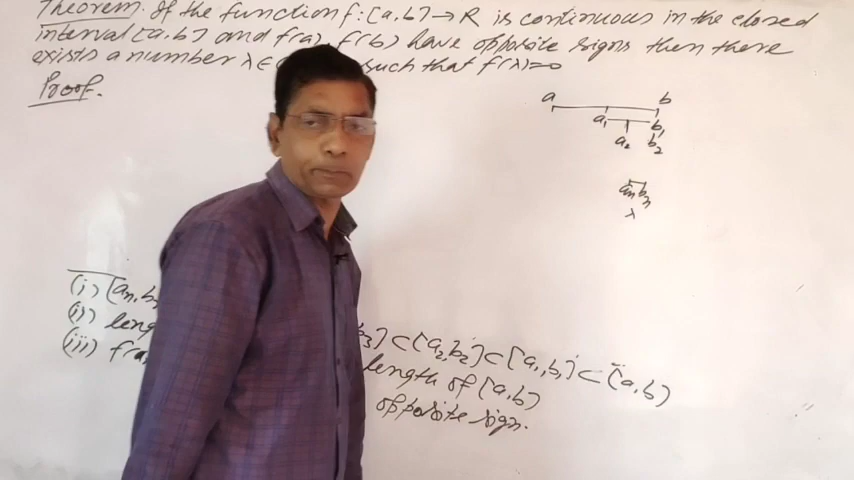 Theorem. If the function f: [a, b] → R is continuous in the closed
interval [a, b] and f(a), f(b) have opposite signs then there
exists a number λ∈ such that f(λ)=0
Proof.
a b
a₁ b₁
a₂ b₂
aₙ bₙ
λ
(i) [aₙ, b b₃] ⊂ [a₂, b₂] ⊂ [a₁, b₁] ⊂ [a, b]
(ii) leng length of [a, b]
(iii) f(a opposite sign.